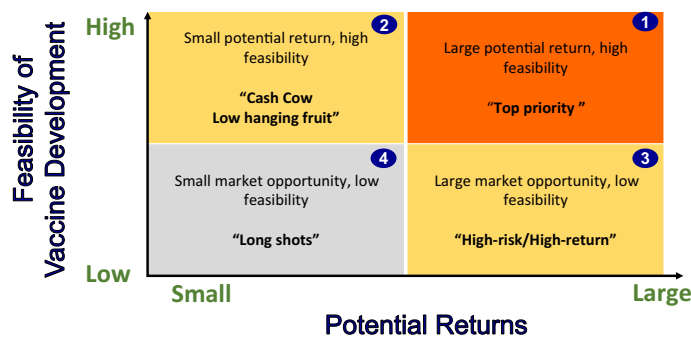 High
Feasibility of
Vaccine Development
Low
2
Small potential return, high
feasibility
“Cash Cow
Low hanging fruit”
1
Large potential return, high
feasibility
“Top priority ”
4
Small market opportunity, low
feasibility
“Long shots”
3
Large market opportunity, low
feasibility
“High-risk/High-return”
Small
Large
Potential Returns